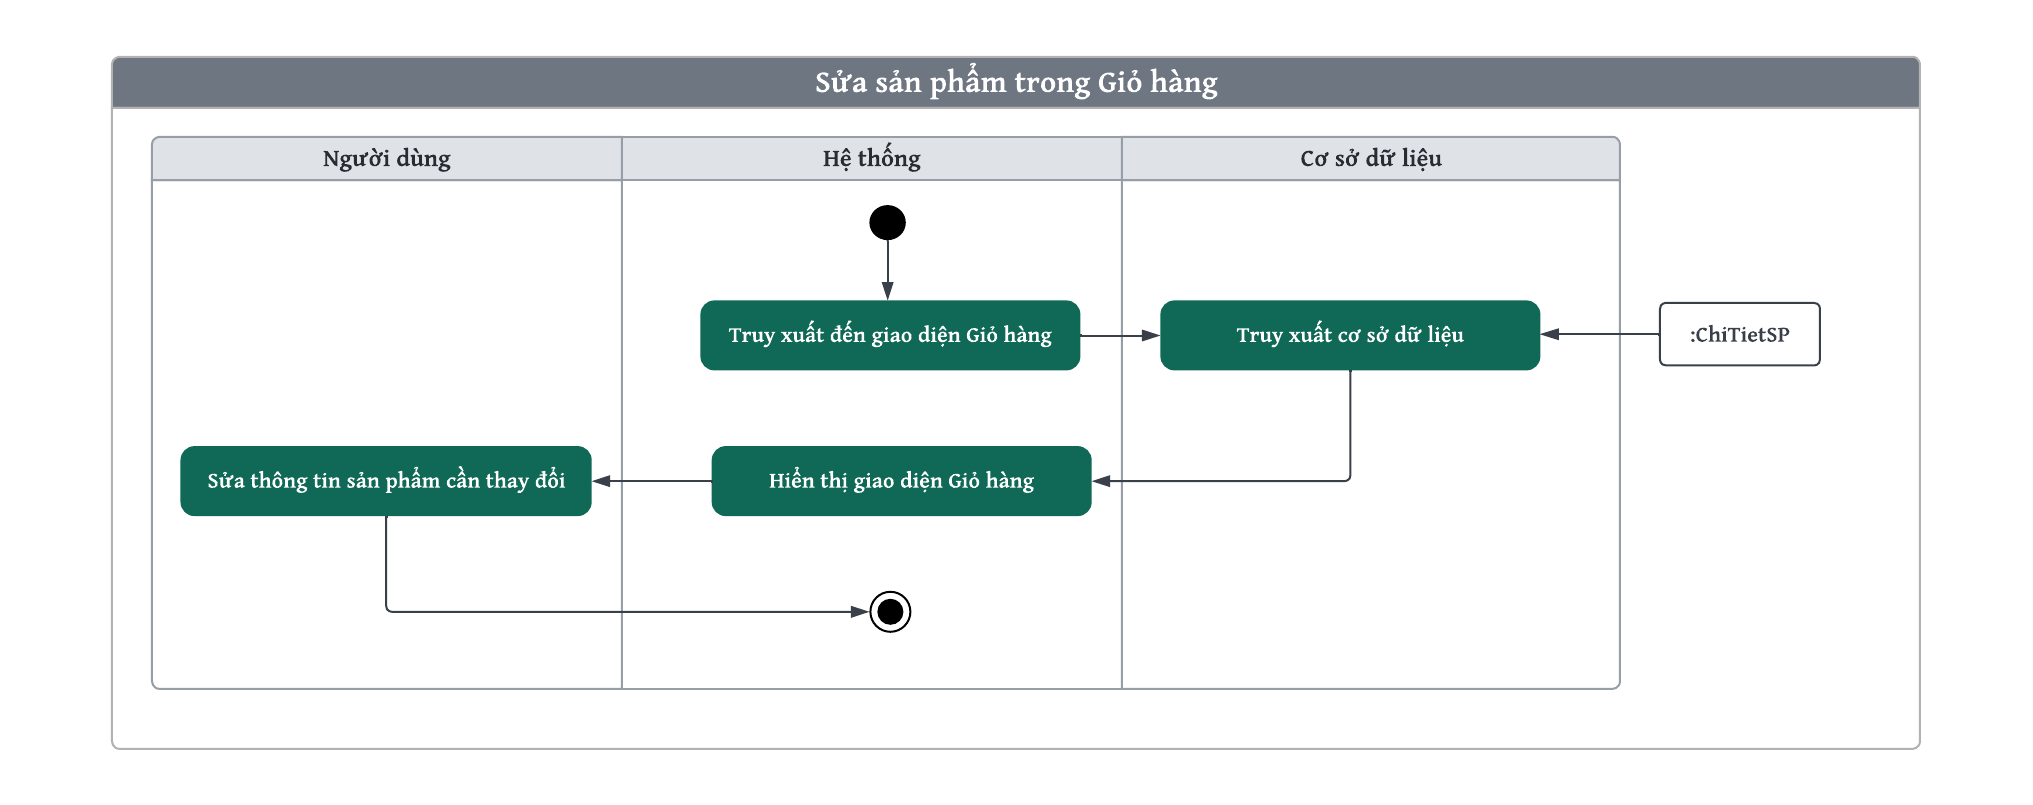 Sửa sản phẩm trong Giỏ hàng
Người dùng
Hệ thống
Cơ sở dữ liệu
Truy xuất đến giao diện Giỏ hàng
Truy xuất cơ sở dữ liệu
:ChiTietSP
Sửa thông tin sản phẩm cần thay đổi
Hiển thị giao diện Giỏ hàng